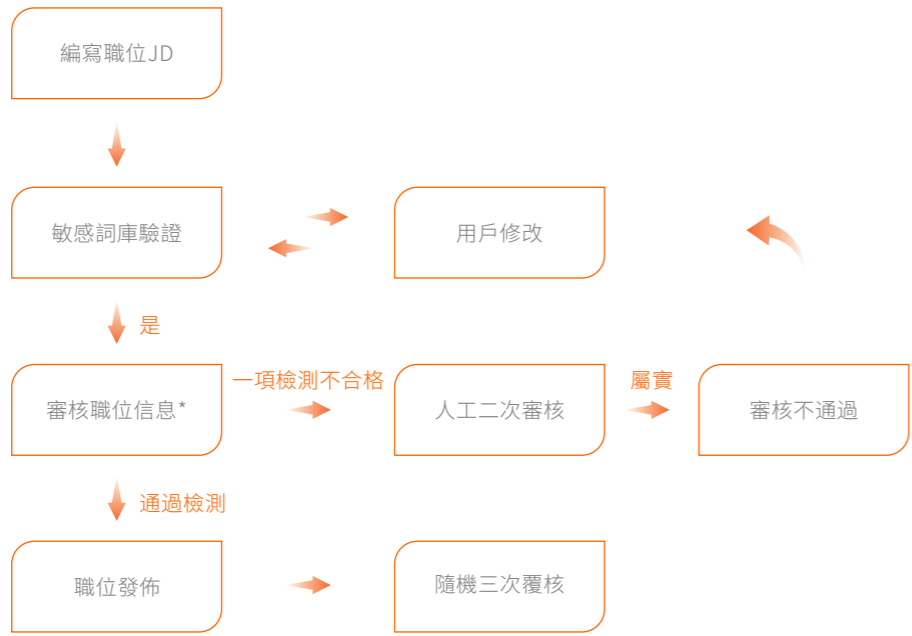 編寫職位JD
敏感詞庫驗證
用戶修改
是
一項檢測不合格
屬實
審核職位信息*
人工二次審核
審核不通過
通過檢測
職位發佈
隨機三次覆核